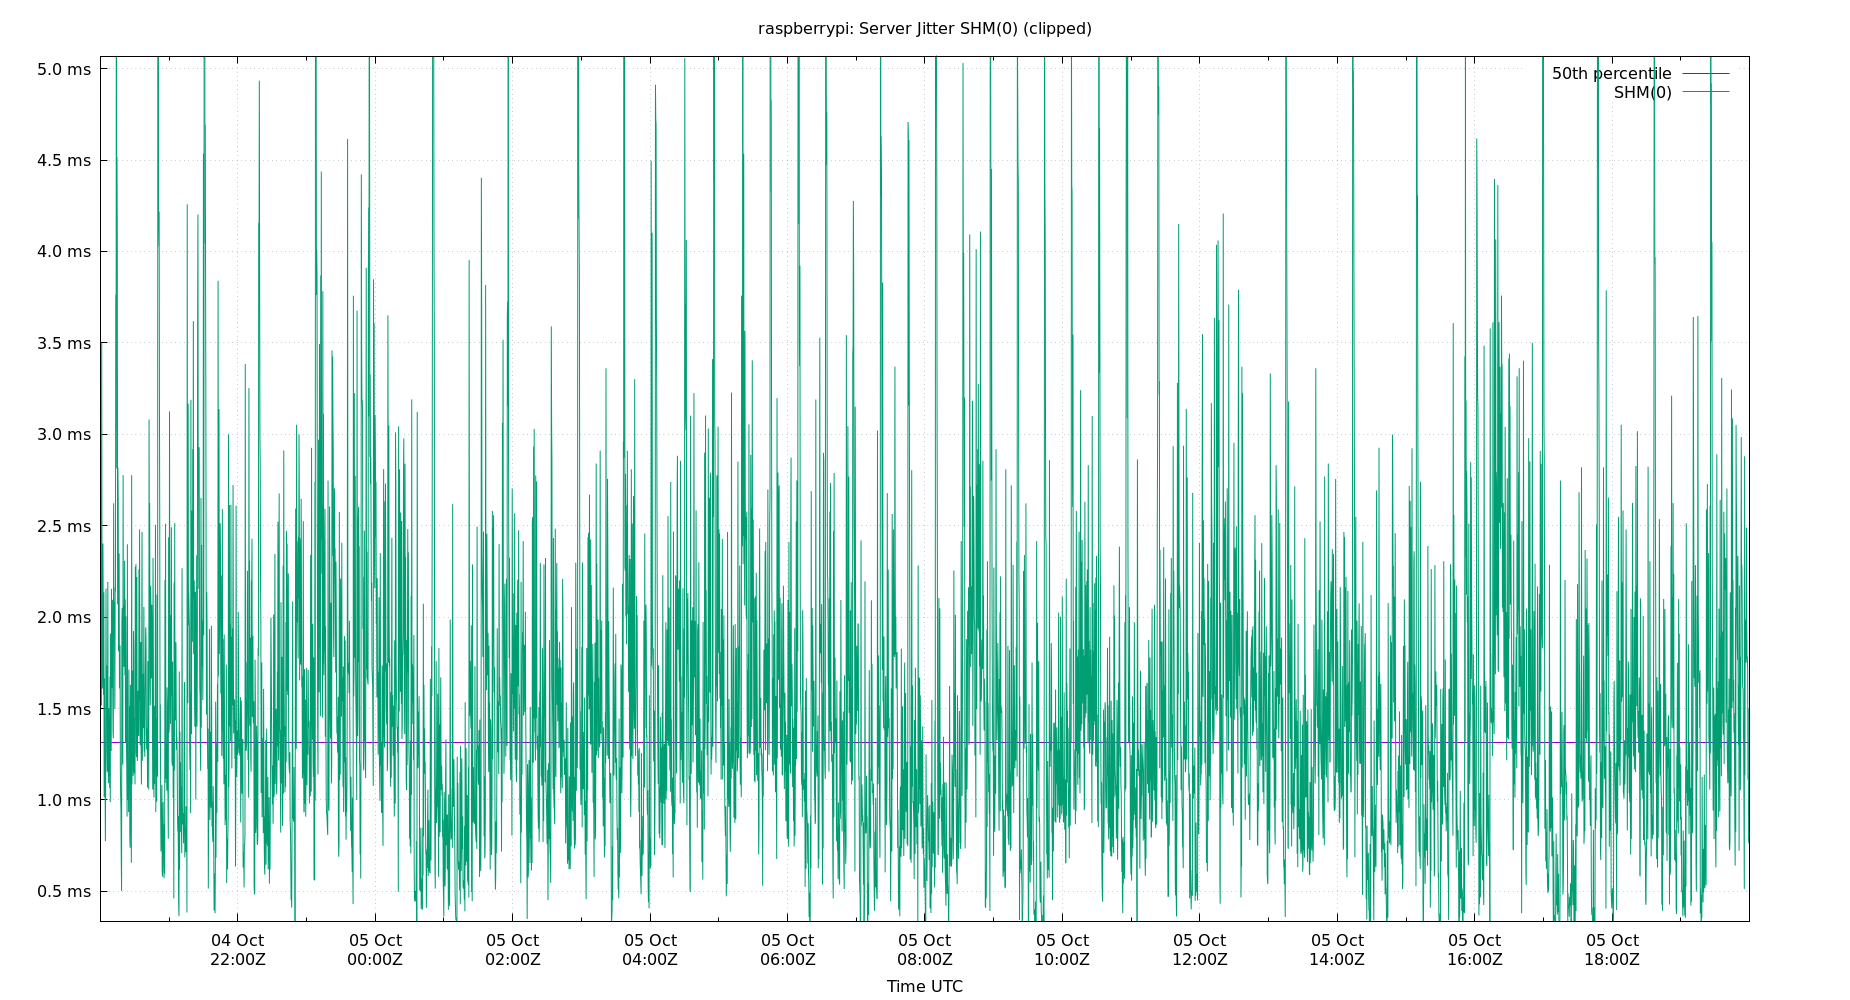 raspberrypi: Server Jitter SHM(0) (clipped)
50th percentile
SHM(0)
5.0 ms
4.5 ms
4.0 ms
3.5 ms
3.0 ms
2.5 ms
2.0 ms
1.5 ms
1.0 ms
0.5 ms
04 Oct 05 Oct 05 Oct 05 Oct 05 Oct 05 Oct 05 Oct 05 Oct 05 Oct 05 Oct 05 Oct
22:00Z 00:00Z 02:00Z 04:00Z 06:00Z 08:00Z 10:00Z 12:00Z 14:00Z 16:00Z 18:00Z
Time UTC